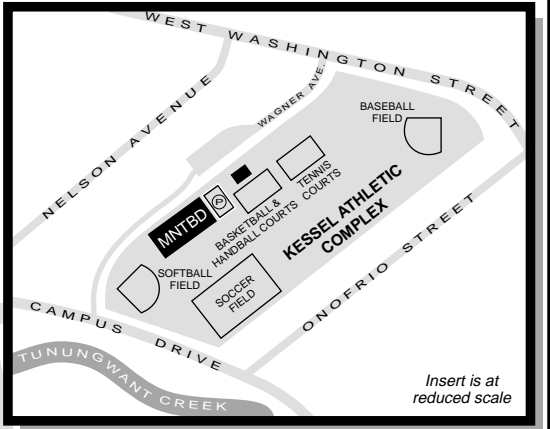 WEST WASHINGTON STREET
NELSON AVENUE
WAGNER AVE.
BASEBALL
FIELD
TENNIS
COURTS
P
MNTBD
BASKETBALL &
HANDBALL COURTS
KESSEL ATHLETIC
COMPLEX
SOFTBALL
FIELD
SOCCER
FIELD
ONOFRIO STREET
CAMPUS DRIVE
TUNUNGWANT CREEK
Insert is at
reduced scale